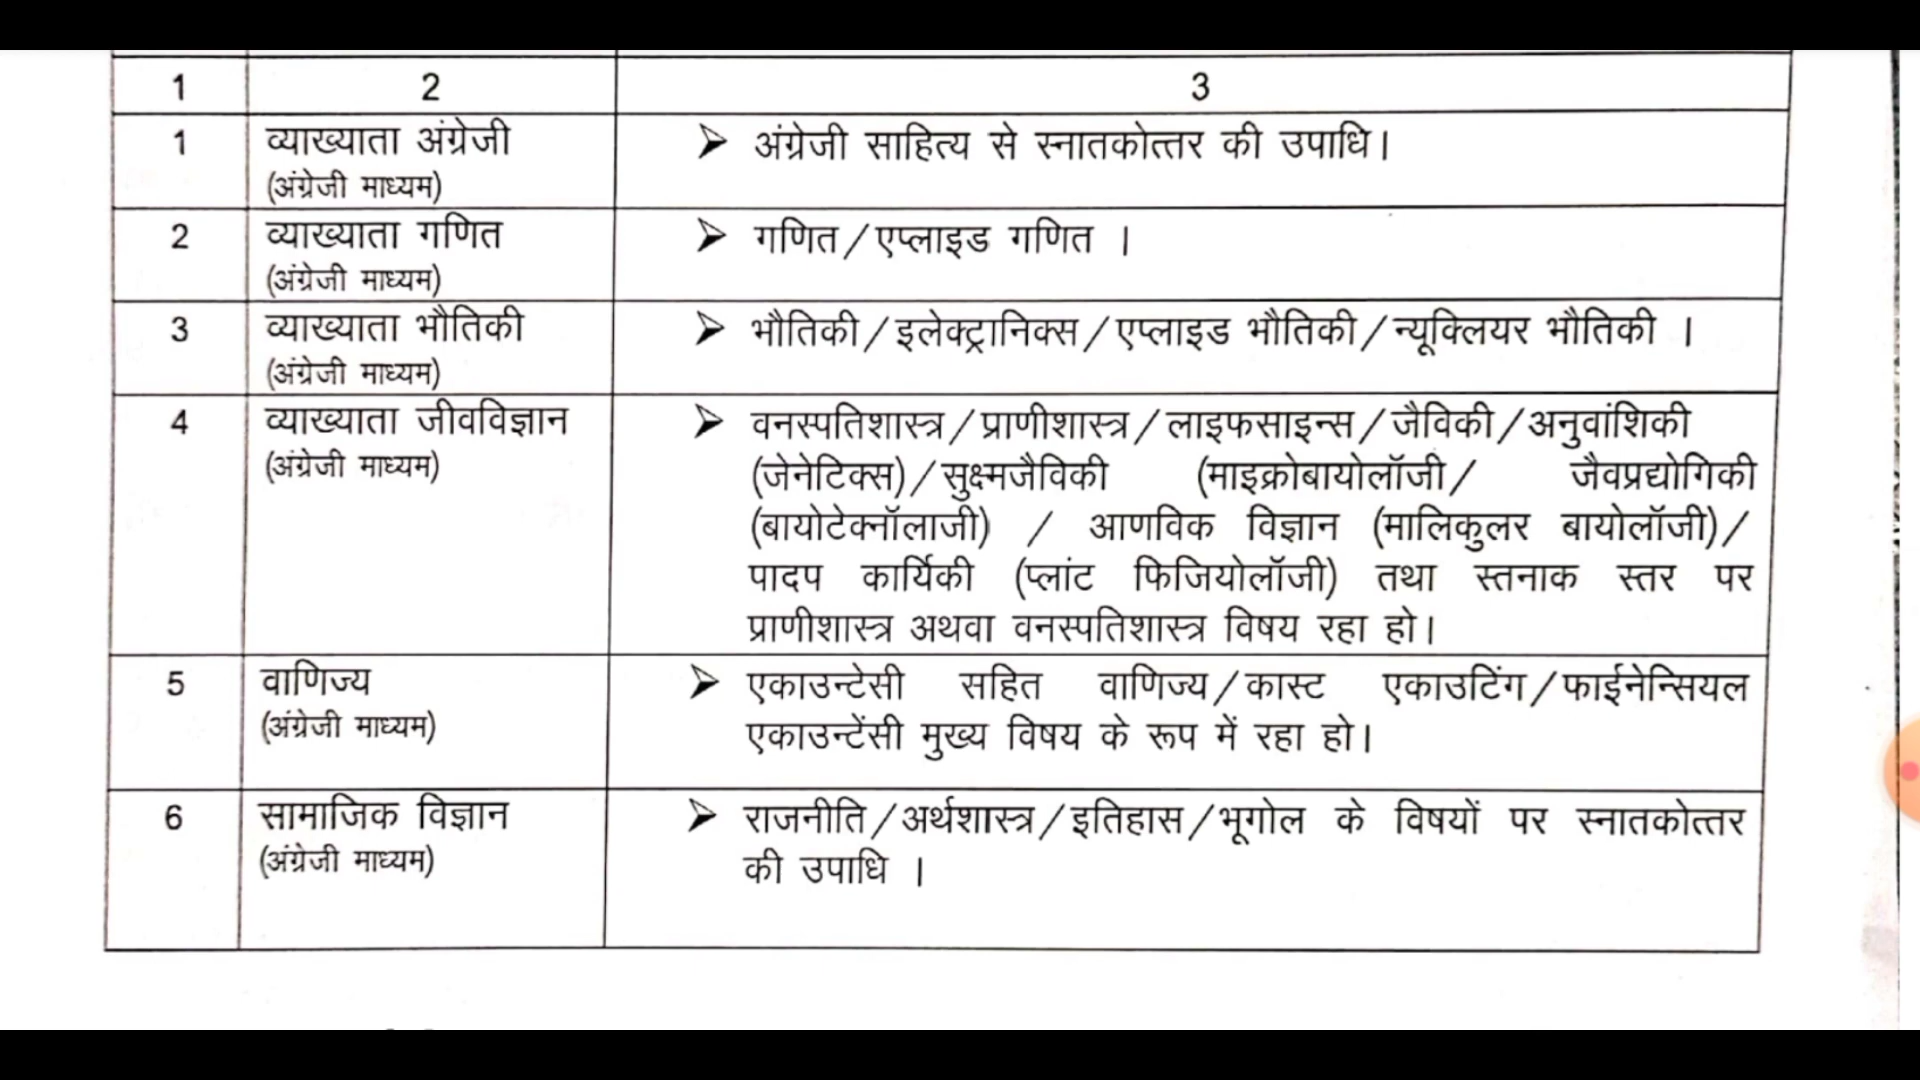 1 2 3
1 व्याख्याता अंग्रेजी ➢ अंग्रेजी साहित्य से स्नातकोत्तर की उपाधि।
(अंग्रेजी माध्यम)
2 व्याख्याता गणित ➢ गणित/एप्लाइड गणित ।
(अंग्रेजी माध्यम)
3 व्याख्याता भौतिकी ➢ भौतिकी/इलेक्ट्रानिक्स/एप्लाइड भौतिकी/न्यूक्लियर भौतिकी ।
(अंग्रेजी माध्यम)
4 व्याख्याता जीवविज्ञान ➢ वनस्पतिशास्त्र/प्राणीशास्त्र/लाइफसाइन्स/जैविकी/अनुवांशिकी
(अंग्रेजी माध्यम) (जेनेटिक्स)/सुक्ष्मजैविकी (माइक्रोबायोलॉजी/ जैवप्रद्योगिकी
(बायोटेक्नॉलाजी) / आणविक विज्ञान (मालिकुलर बायोलॉजी)/
पादप कार्यिकी (प्लांट फिजियोलॉजी) तथा स्तनाक स्तर पर
प्राणीशास्त्र अथवा वनस्पतिशास्त्र विषय रहा हो।
5 वाणिज्य ➢ एकाउन्टेसी सहित वाणिज्य/कास्ट एकाउटिंग/फाईनेन्सियल
(अंग्रेजी माध्यम) एकाउन्टेंसी मुख्य विषय के रूप में रहा हो।
6 सामाजिक विज्ञान ➢ राजनीति/अर्थशास्त्र/इतिहास/भूगोल के विषयों पर स्नातकोत्तर
(अंग्रेजी माध्यम) की उपाधि ।